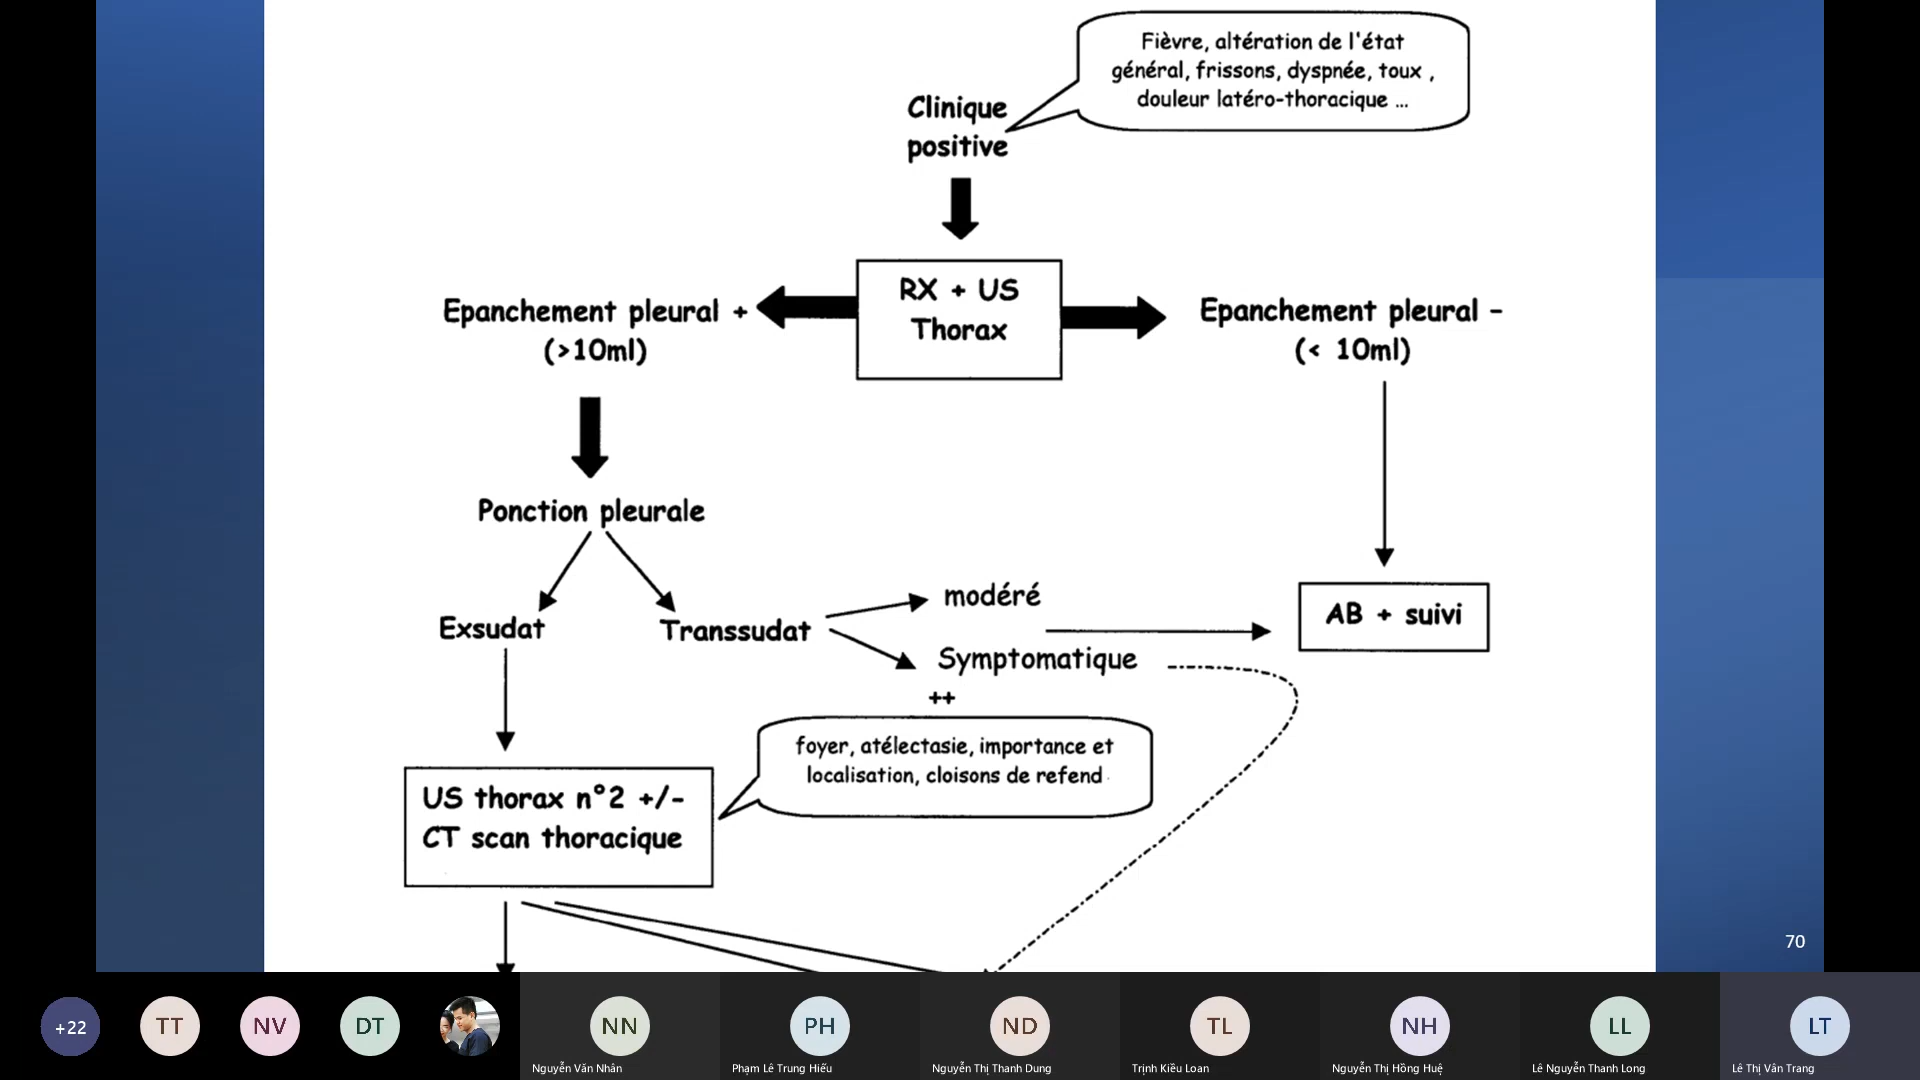 Fièvre, altération de l'état
général, frissons, dyspnée, toux ,
douleur latéro-thoracique ...
Clinique
positive
RX + US
Thorax
Epanchement pleural +
(>10ml)
Epanchement pleural -
(< 10ml)
Ponction pleurale
Exsudat
Transsudat
modéré
Symptomatique
++
AB + suivi
foyer, atélectasie, importance et
localisation, cloisons de refend
US thorax n°2 +/-
CT scan thoracique
70
+22
TT
NV
DT
NN
PH
ND
TL
NH
LL
LT
Nguyễn Văn Nhân
Phạm Lê Trung Hiếu
Nguyễn Thị Thanh Dung
Trịnh Kiều Loan
Nguyễn Thị Hồng Huệ
Lê Nguyễn Thanh Long
Lê Thị Vân Trang